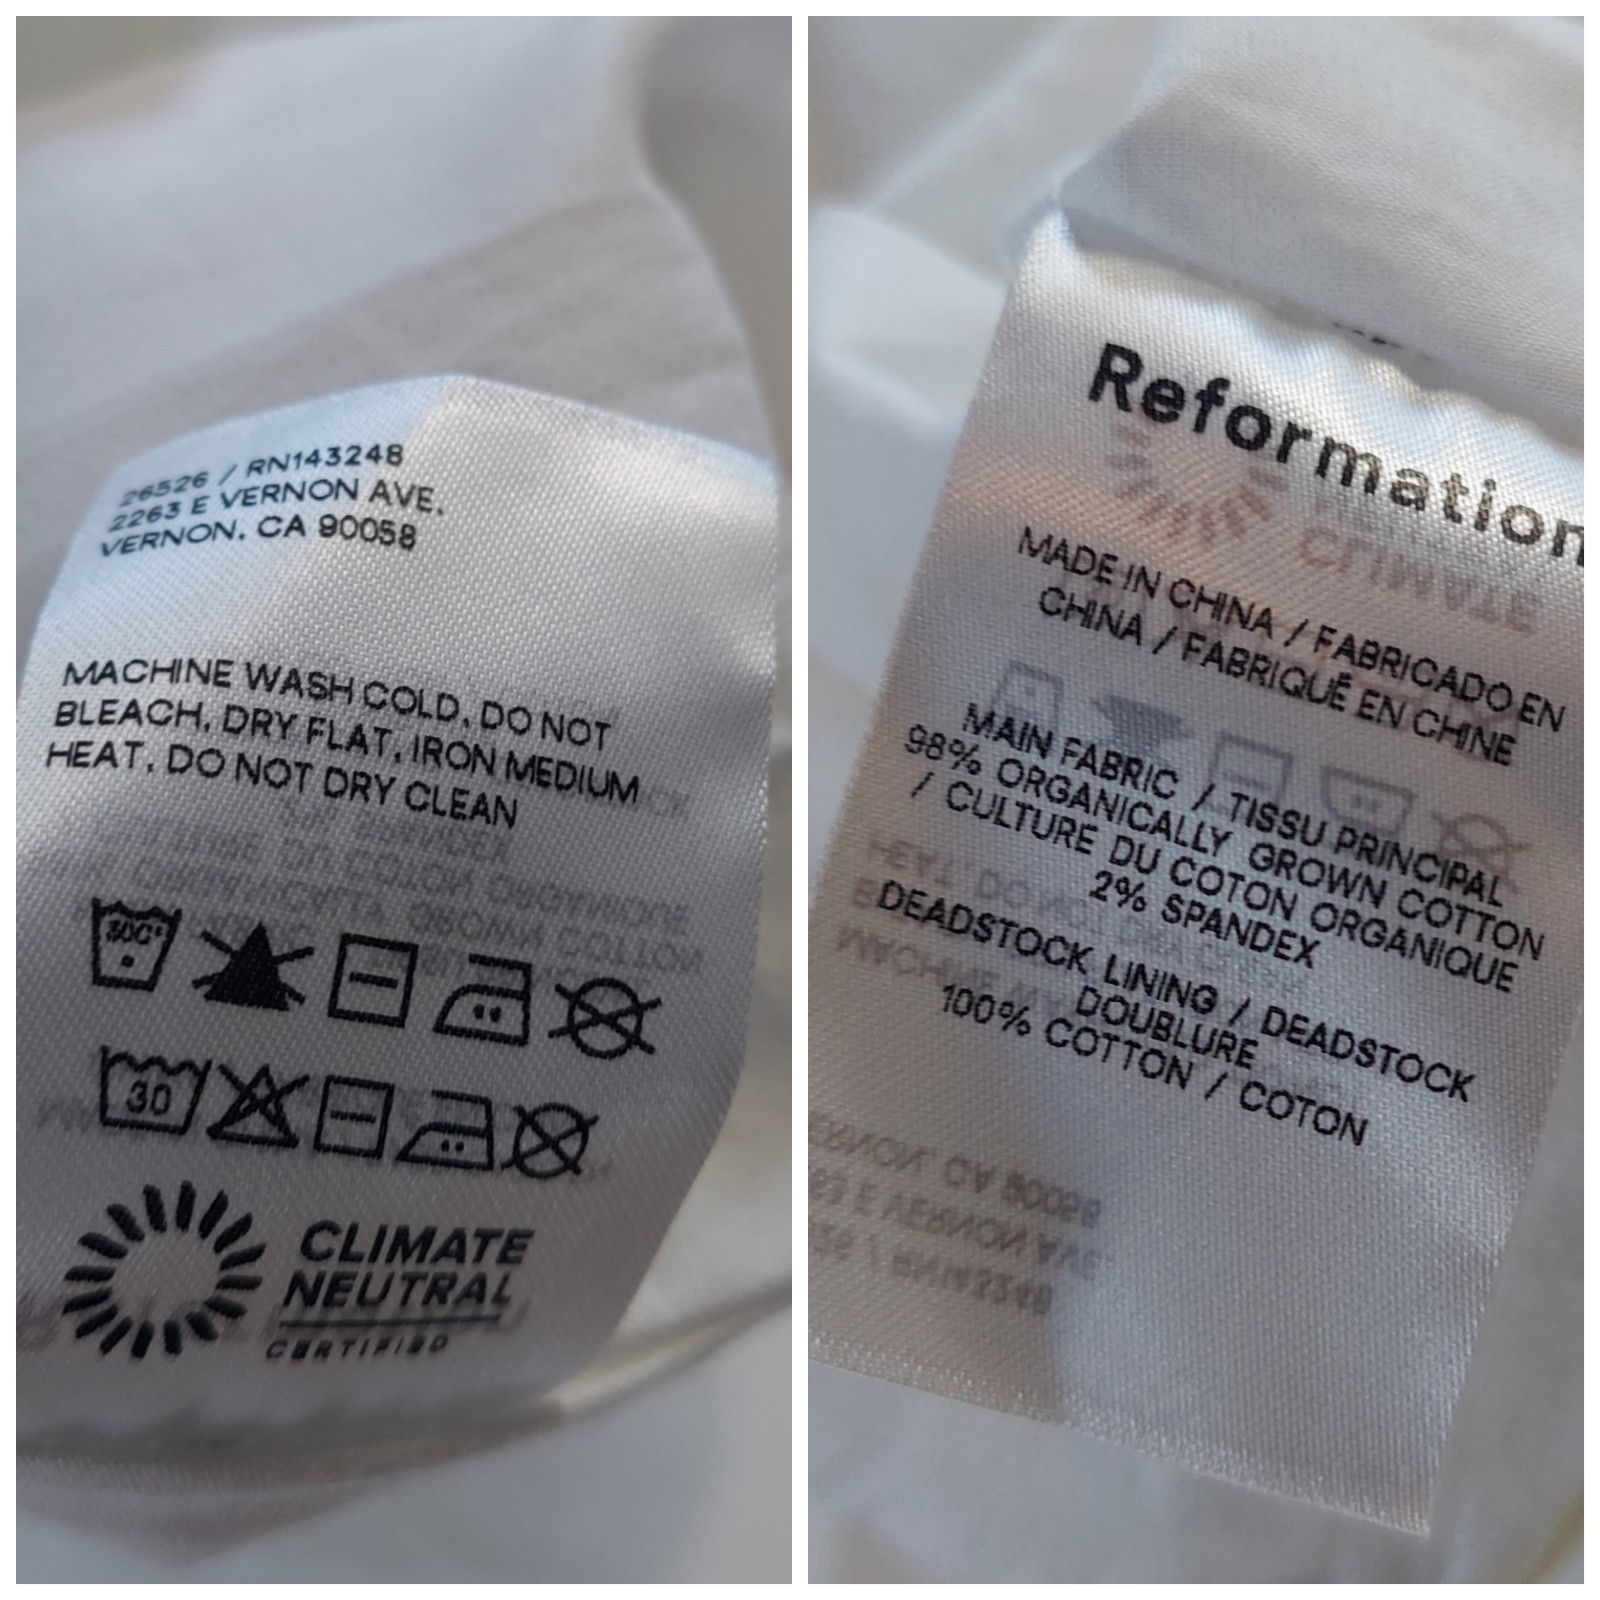 26526 / RN143248
2263 E VERNON AVE.
VERNON, CA 90058
MACHINE WASH COLD, DO NOT
BLEACH, DRY FLAT, IRON MEDIUM
HEAT, DO NOT DRY CLEAN
30
CLIMATE
NEUTRAL
CERTIFIED
Reformation
MADE IN CHINA / FABRICADO EN
CHINA / FABRIQUÉ EN CHINE
MAIN FABRIC / TISSU PRINCIPAL
98% ORGANICALLY GROWN COTTON
/ CULTURE DU COTON ORGANIQUE
2% SPANDEX
DEADSTOCK LINING / DEADSTOCK
DOUBLURE
100% COTTON / COTON